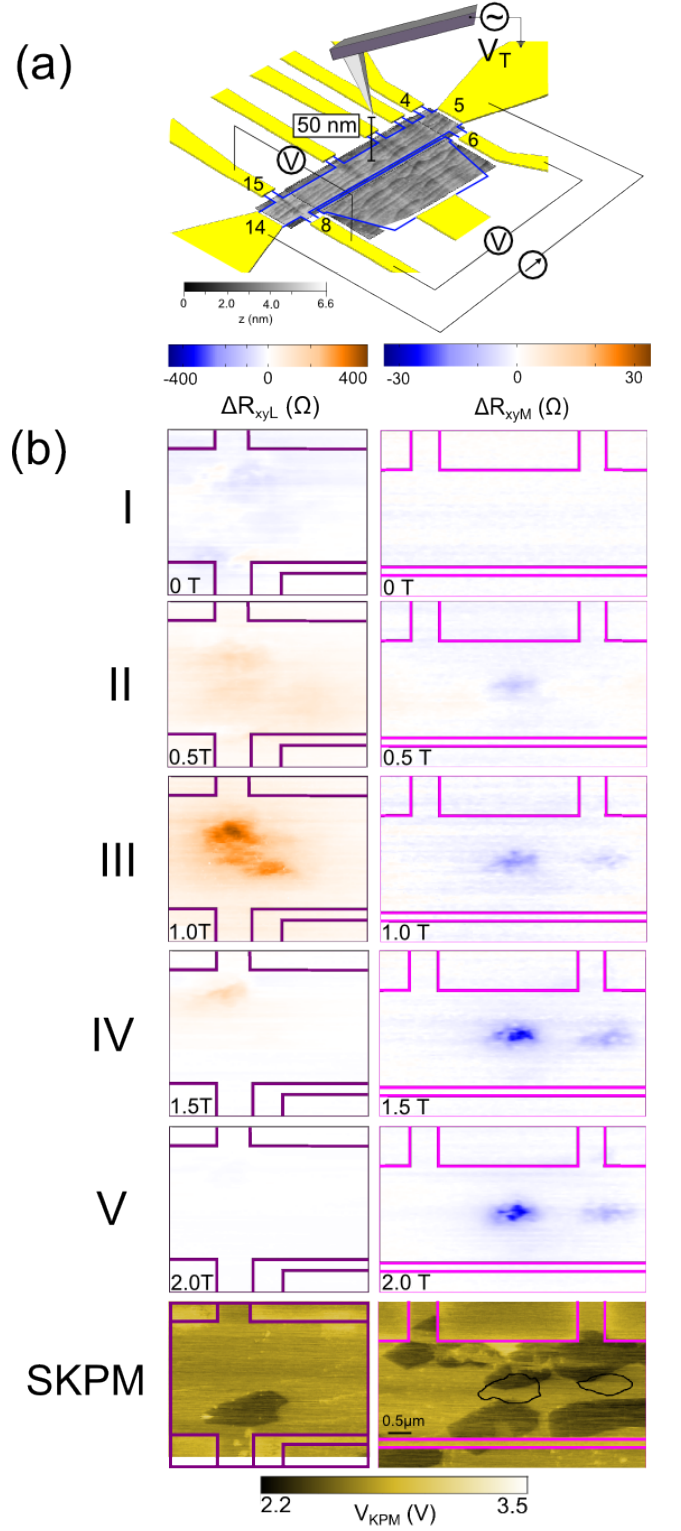 (a)
V_T
4
5
50 nm
6
V
15
14
8
V
0 2.0 4.0 6.6
z (nm)
-400 0 400
-30 0 30
ΔR_xyL (Ω)
ΔR_xyM (Ω)
(b)
I
0 T
0 T
II
0.5T
0.5 T
III
1.0T
1.0 T
IV
1.5T
1.5 T
V
2.0T
2.0 T
SKPM
0.5μm
2.2 3.5
V_KPM (V)